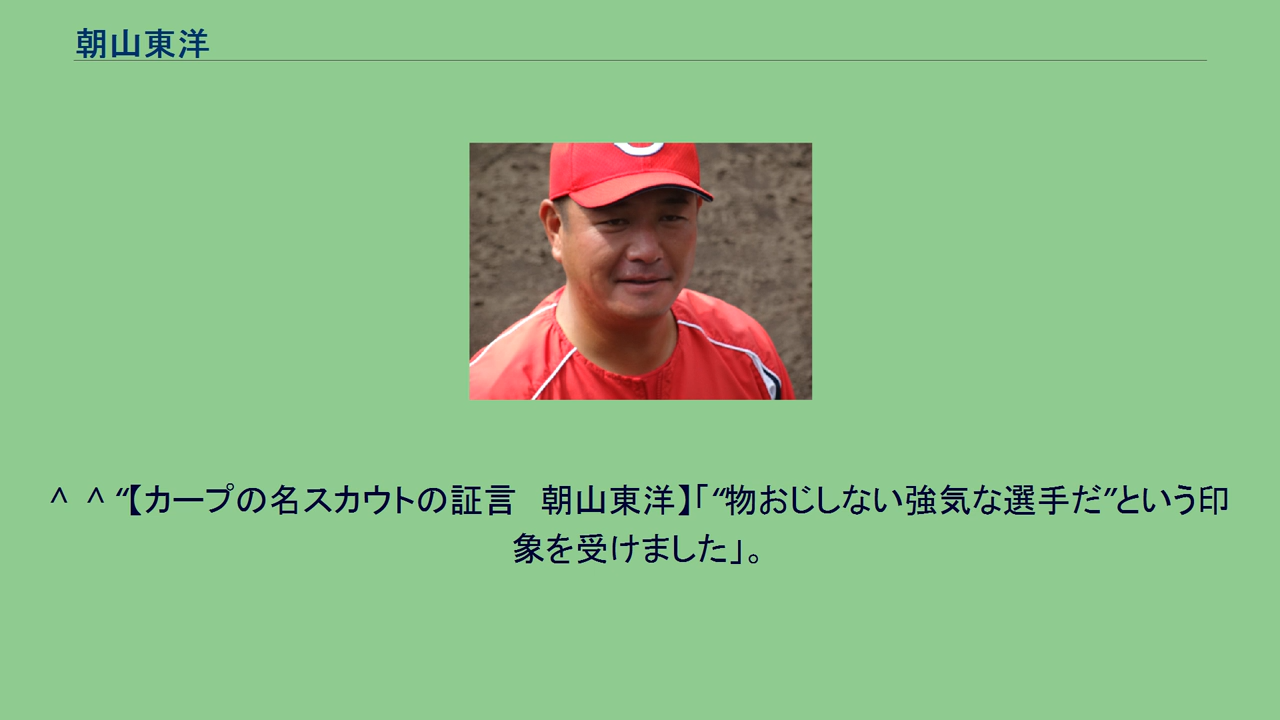 朝山東洋
^ ^ “【カープの名スカウトの証言　朝山東洋】「“物おじしない強気な選手だ”という印
象を受けました」。